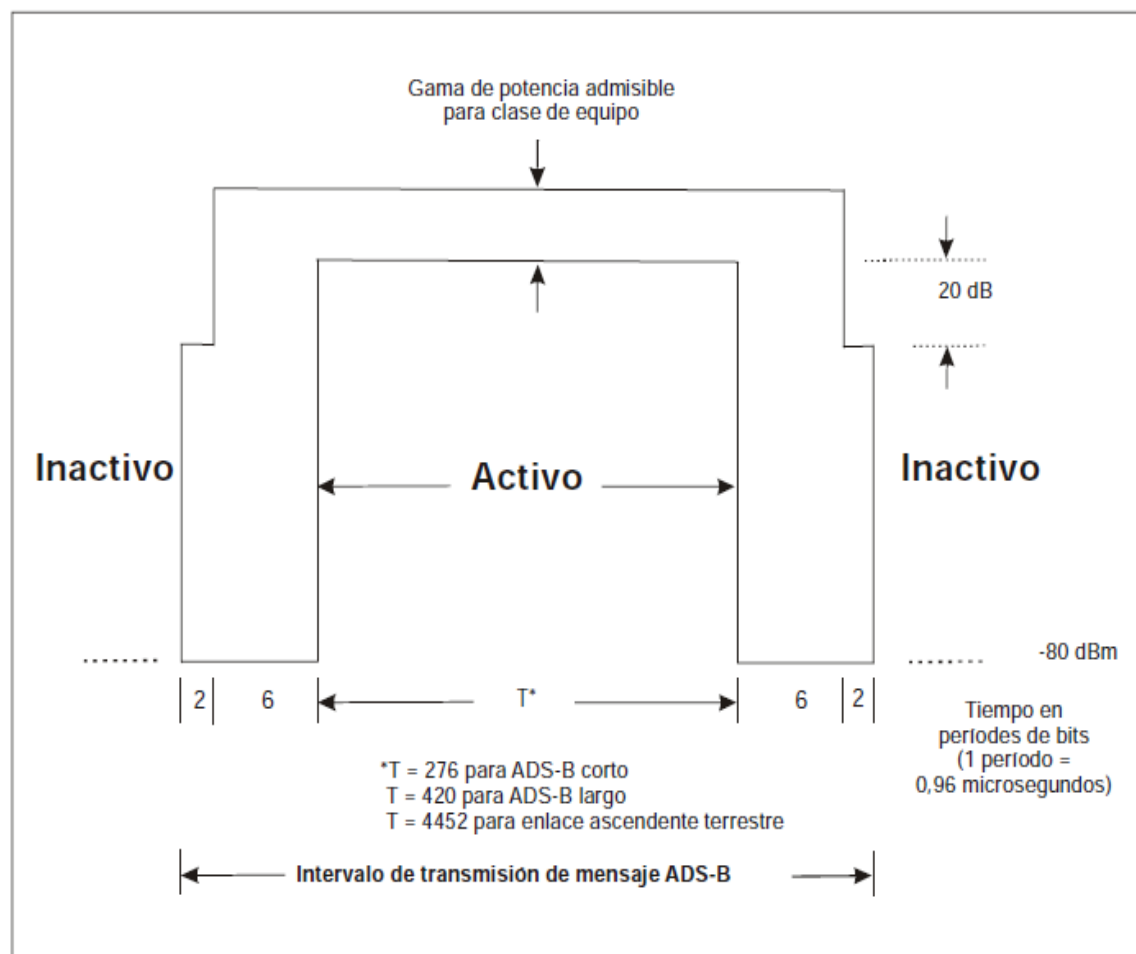 Gama de potencia admisible
para clase de equipo
20 dB
Inactivo
Activo
Inactivo
-80 dBm
2
6
T*
6
2
Tiempo en
períodes de bits
(1 período =
0,96 microsegundos)
*T = 276 para ADS-B corto
T = 420 para ADS-B largo
T = 4452 para enlace ascendente terrestre
Intervalo de transmisión de mensaje ADS-B